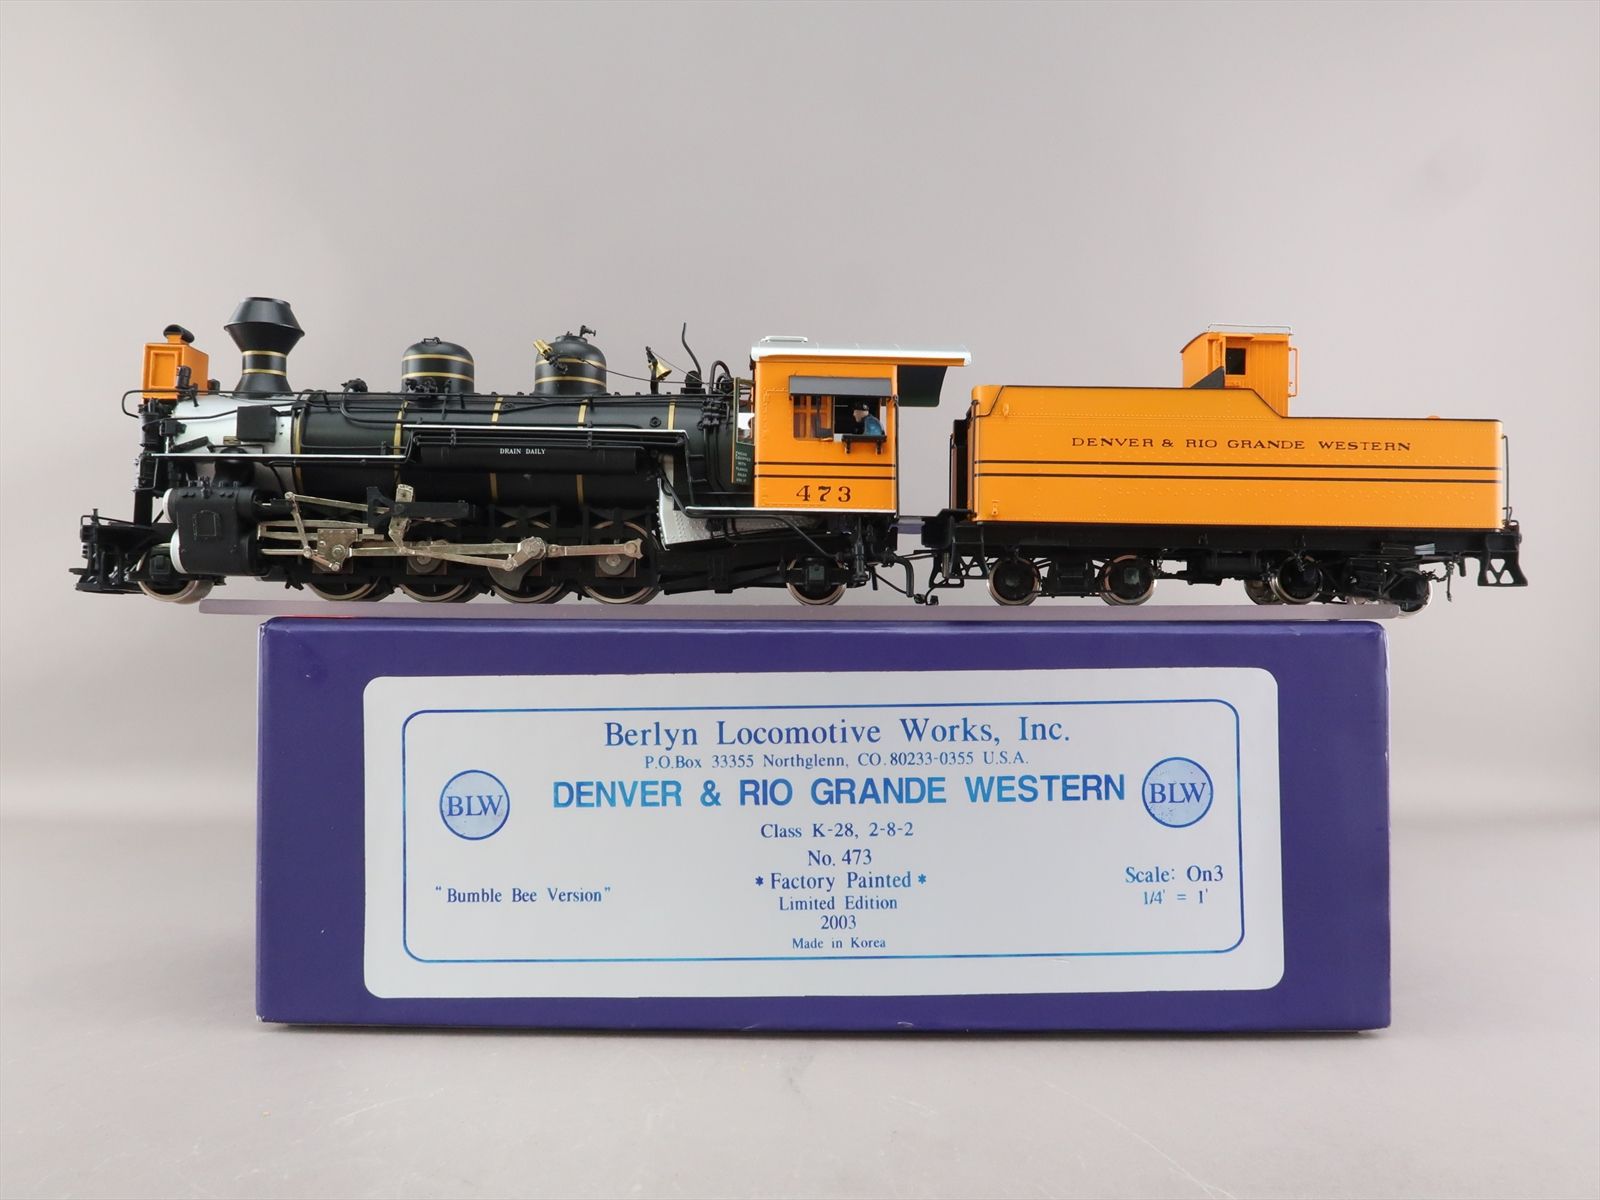 DRAIN DAILY
473
DENVER & RIO GRANDE WESTERN
Berlyn Locomotive Works, Inc.
P.O.Box 33355 Northglenn, CO. 80233-0355 U.S.A.
DENVER & RIO GRANDE WESTERN
BLW
BLW
Class K-28, 2-8-2
No. 473
* Factory Painted *
Limited Edition
2003
Made in Korea
"Bumble Bee Version"
Scale: On3
1/4' = 1'